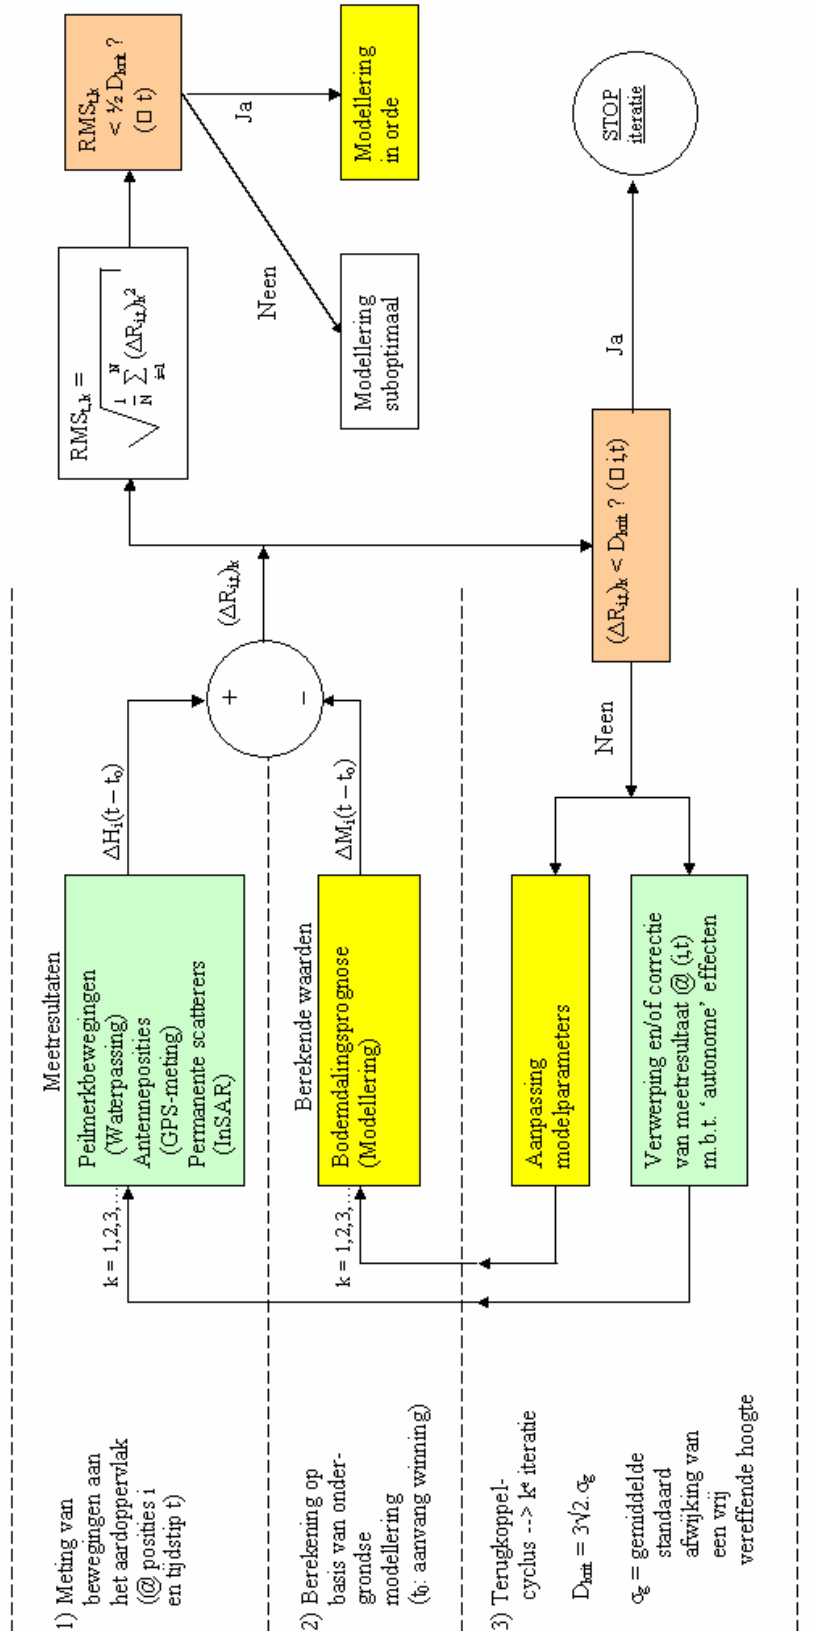 1) Meting van
bewegingen aan
het aardoppervlak
(@ posities i
en tijdstip t)
Meetresultaten
Peilmerkbewegingen
(Waterpassing)
Antenneposities
(GPS-meting)
Permanente scatterers
(InSAR)
k = 1,2,3,…
ΔHᵢ(t – t₀)
+
–
(ΔRᵢ,ₜ)ₖ
RMSₜ,ₖ =
√ 1/N Σ (ΔRᵢ,ₜ)ₖ²
N
i=1
RMSₜ,ₖ
< ½ Dₖᵣᵢₜ ?
(□ t)
Ja
Neen
Modellering
in orde
Modellering
suboptimaal
2) Berekening op
basis van onder-
grondse
modellering
(t₀: aanvang winning)
Berekende waarden
Bodemdalingsprognose
(Modellering)
k = 1,2,3,…
ΔMᵢ(t – t₀)
3) Terugkoppel-
cyclus --> kᵉ iteratie
Dₖᵣᵢₜ = 3√2.σg
σg = gemiddelde
standaard
afwijking van
een vrij
vereffende hoogte
Aanpassing
modelparameters
Verwerping en/of correctie
van meetresultaat @ (i,t)
m.b.t. ‘autonome’ effecten
Neen
(ΔRᵢ,ₜ)ₖ < Dₖᵣᵢₜ ? (□ i,t)
Ja
STOP
iteratie